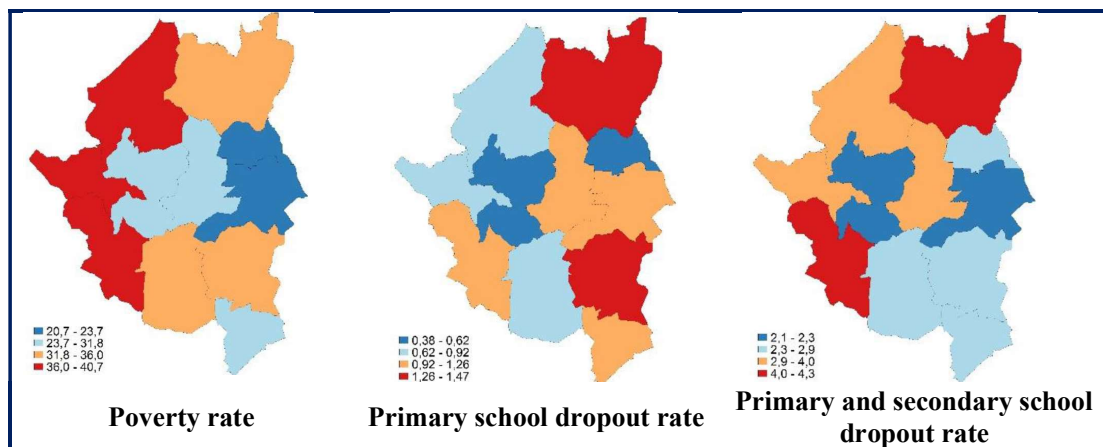 20,7 - 23,7
23,7 - 31,8
31,8 - 36,0
36,0 - 40,7
Poverty rate
0,38 - 0,62
0,62 - 0,92
0,92 - 1,26
1,26 - 1,47
Primary school dropout rate
2,1 - 2,3
2,3 - 2,9
2,9 - 4,0
4,0 - 4,3
Primary and secondary school
dropout rate